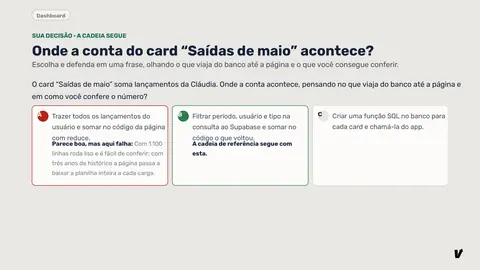 Dashboard
SUA DECISÃO · A CADEIA SEGUE
Onde a conta do card “Saídas de maio” acontece?
Escolha e defenda em uma frase, olhando o que viaja do banco até a página e o que você consegue conferir.
O card “Saídas de maio” soma lançamentos da Cláudia. Onde a conta acontece, pensando no que viaja do banco até a página e
em como você confere o número?
Trazer todos os lançamentos do
usuário e somar no código da página
com reduce.
Parece boa, mas aqui falha: Com 1.100
linhas roda liso e é fácil de conferir; com
três anos de histórico a página passa a
baixar a planilha inteira a cada carga.
Filtrar período, usuário e tipo na
consulta ao Supabase e somar no
código o que voltou.
A cadeia de referência segue com
esta.
C
Criar uma função SQL no banco para
cada card e chamá-la do app.